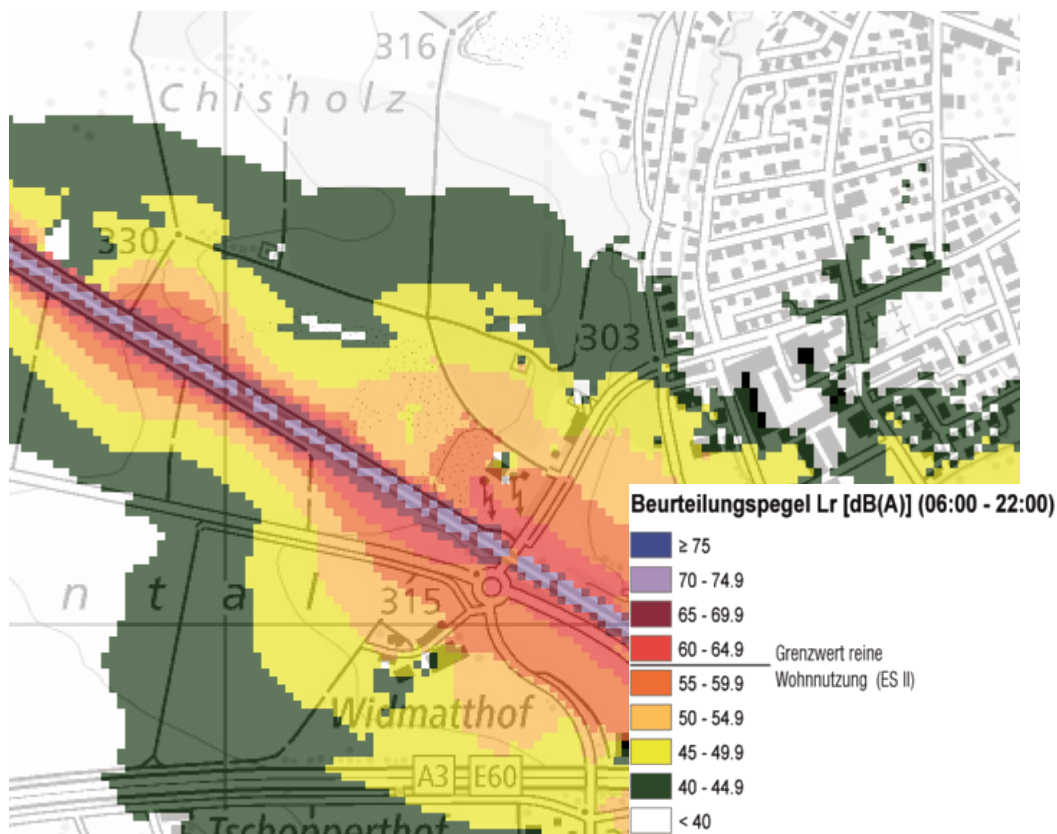 316
Chisholz
330
303
Beurteilungspegel Lr [dB(A)] (06:00 - 22:00)
≥ 75
70 - 74.9
65 - 69.9
60 - 64.9
Grenzwert reine
Wohnnutzung (ES II)
55 - 59.9
50 - 54.9
45 - 49.9
40 - 44.9
< 40
n t a l
315
Widmatthof
A3 E60
Tschopperthof